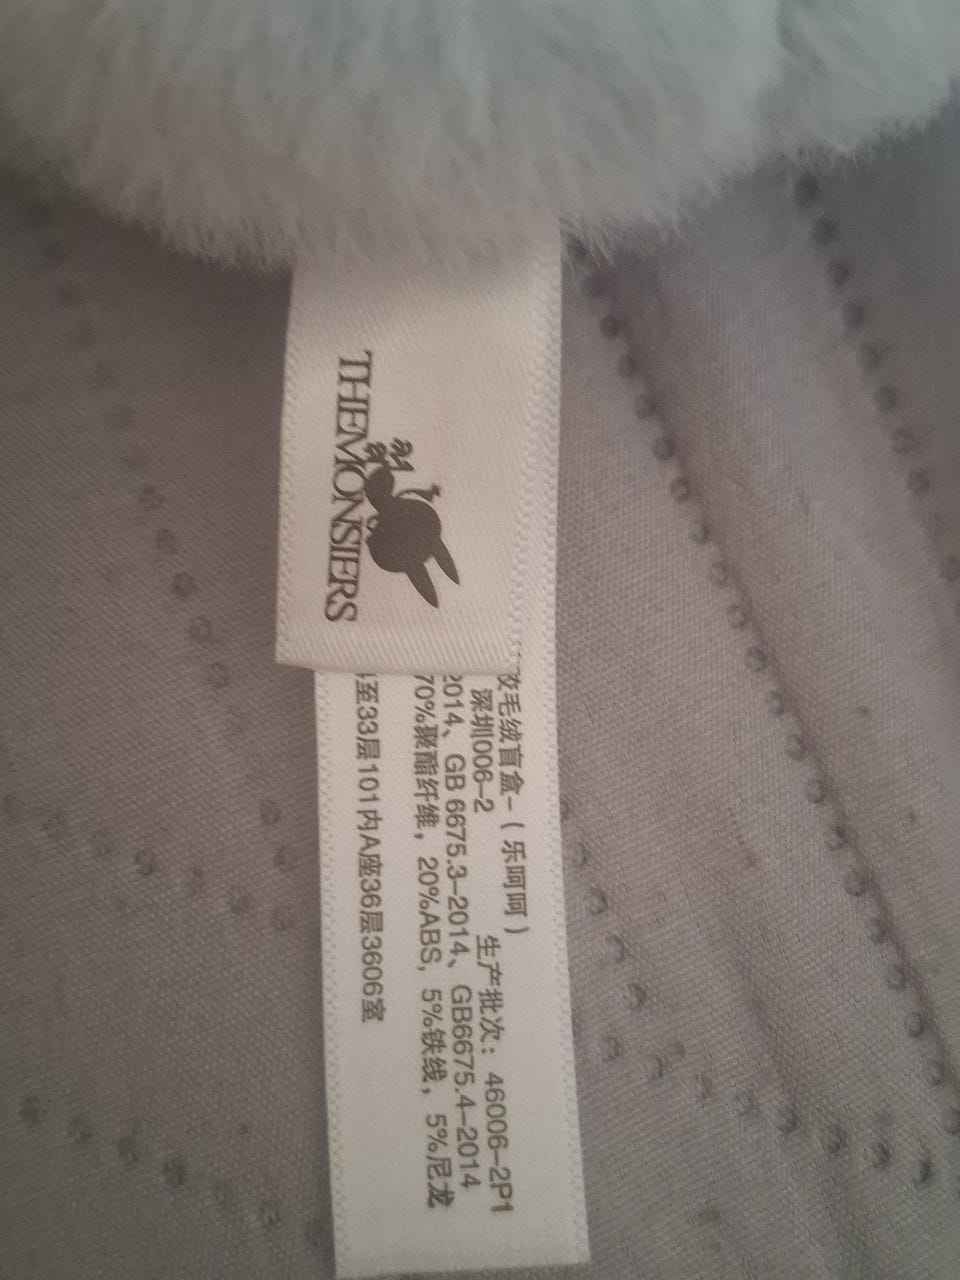 THEMONSIERS
毛绒盲盒-(乐呵呵)
深圳006-2 生产批次：46006-2P1
2014、GB 6675.3-2014、GB6675.4-2014
70%聚酯纤维，20%ABS，5%铁线，5%尼龙
至33层101内A座36层3606室